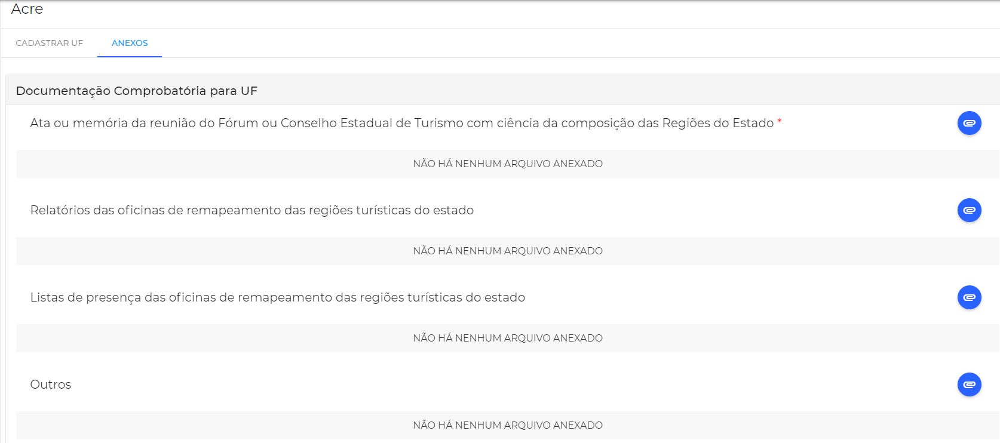 Acre
CADASTRAR UF ANEXOS
Documentação Comprobatória para UF
Ata ou memória da reunião do Fórum ou Conselho Estadual de Turismo com ciência da composição das Regiões do Estado *
NÃO HÁ NENHUM ARQUIVO ANEXADO
Relatórios das oficinas de remapeamento das regiões turísticas do estado
NÃO HÁ NENHUM ARQUIVO ANEXADO
Listas de presença das oficinas de remapeamento das regiões turísticas do estado
NÃO HÁ NENHUM ARQUIVO ANEXADO
Outros
NÃO HÁ NENHUM ARQUIVO ANEXADO